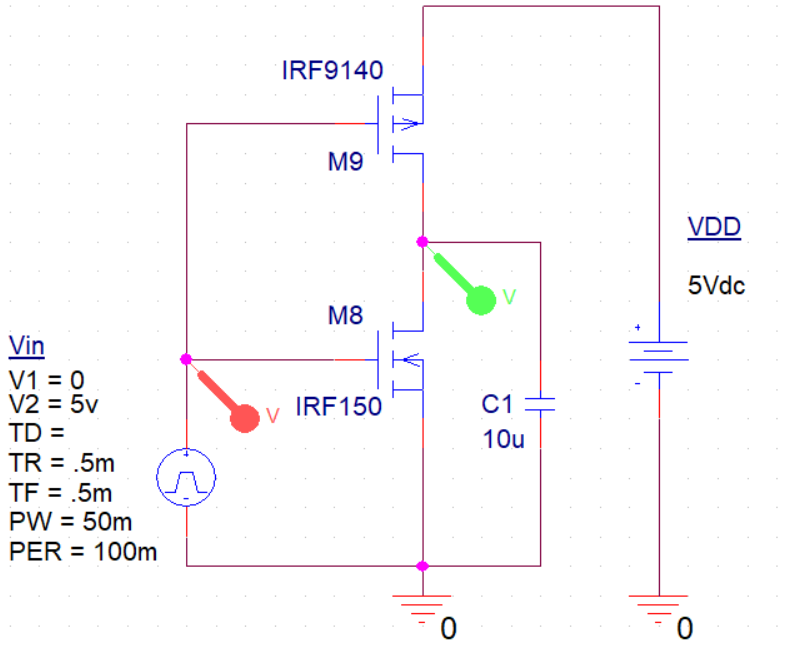 IRF9140
M9
VDD
5Vdc
V
M8
IRF150
Vin
V1 = 0
V2 = 5v
TD =
TR = .5m
TF = .5m
PW = 50m
PER = 100m
V
C1
10u
0
0